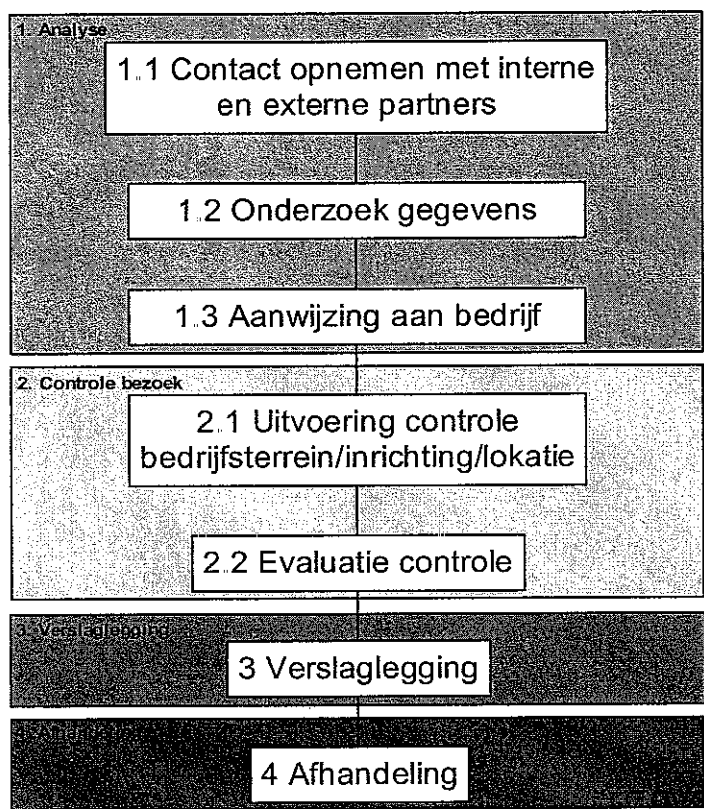 1. Analyse
1.1 Contact opnemen met interne
en externe partners
1.2 Onderzoek gegevens
1.3 Aanwijzing aan bedrijf
2. Controle bezoek
2.1 Uitvoering controle
bedrijfsterrein/inrichting/lokatie
2.2 Evaluatie controle
3. Verslaglegging
3 Verslaglegging
4 Afhandeling